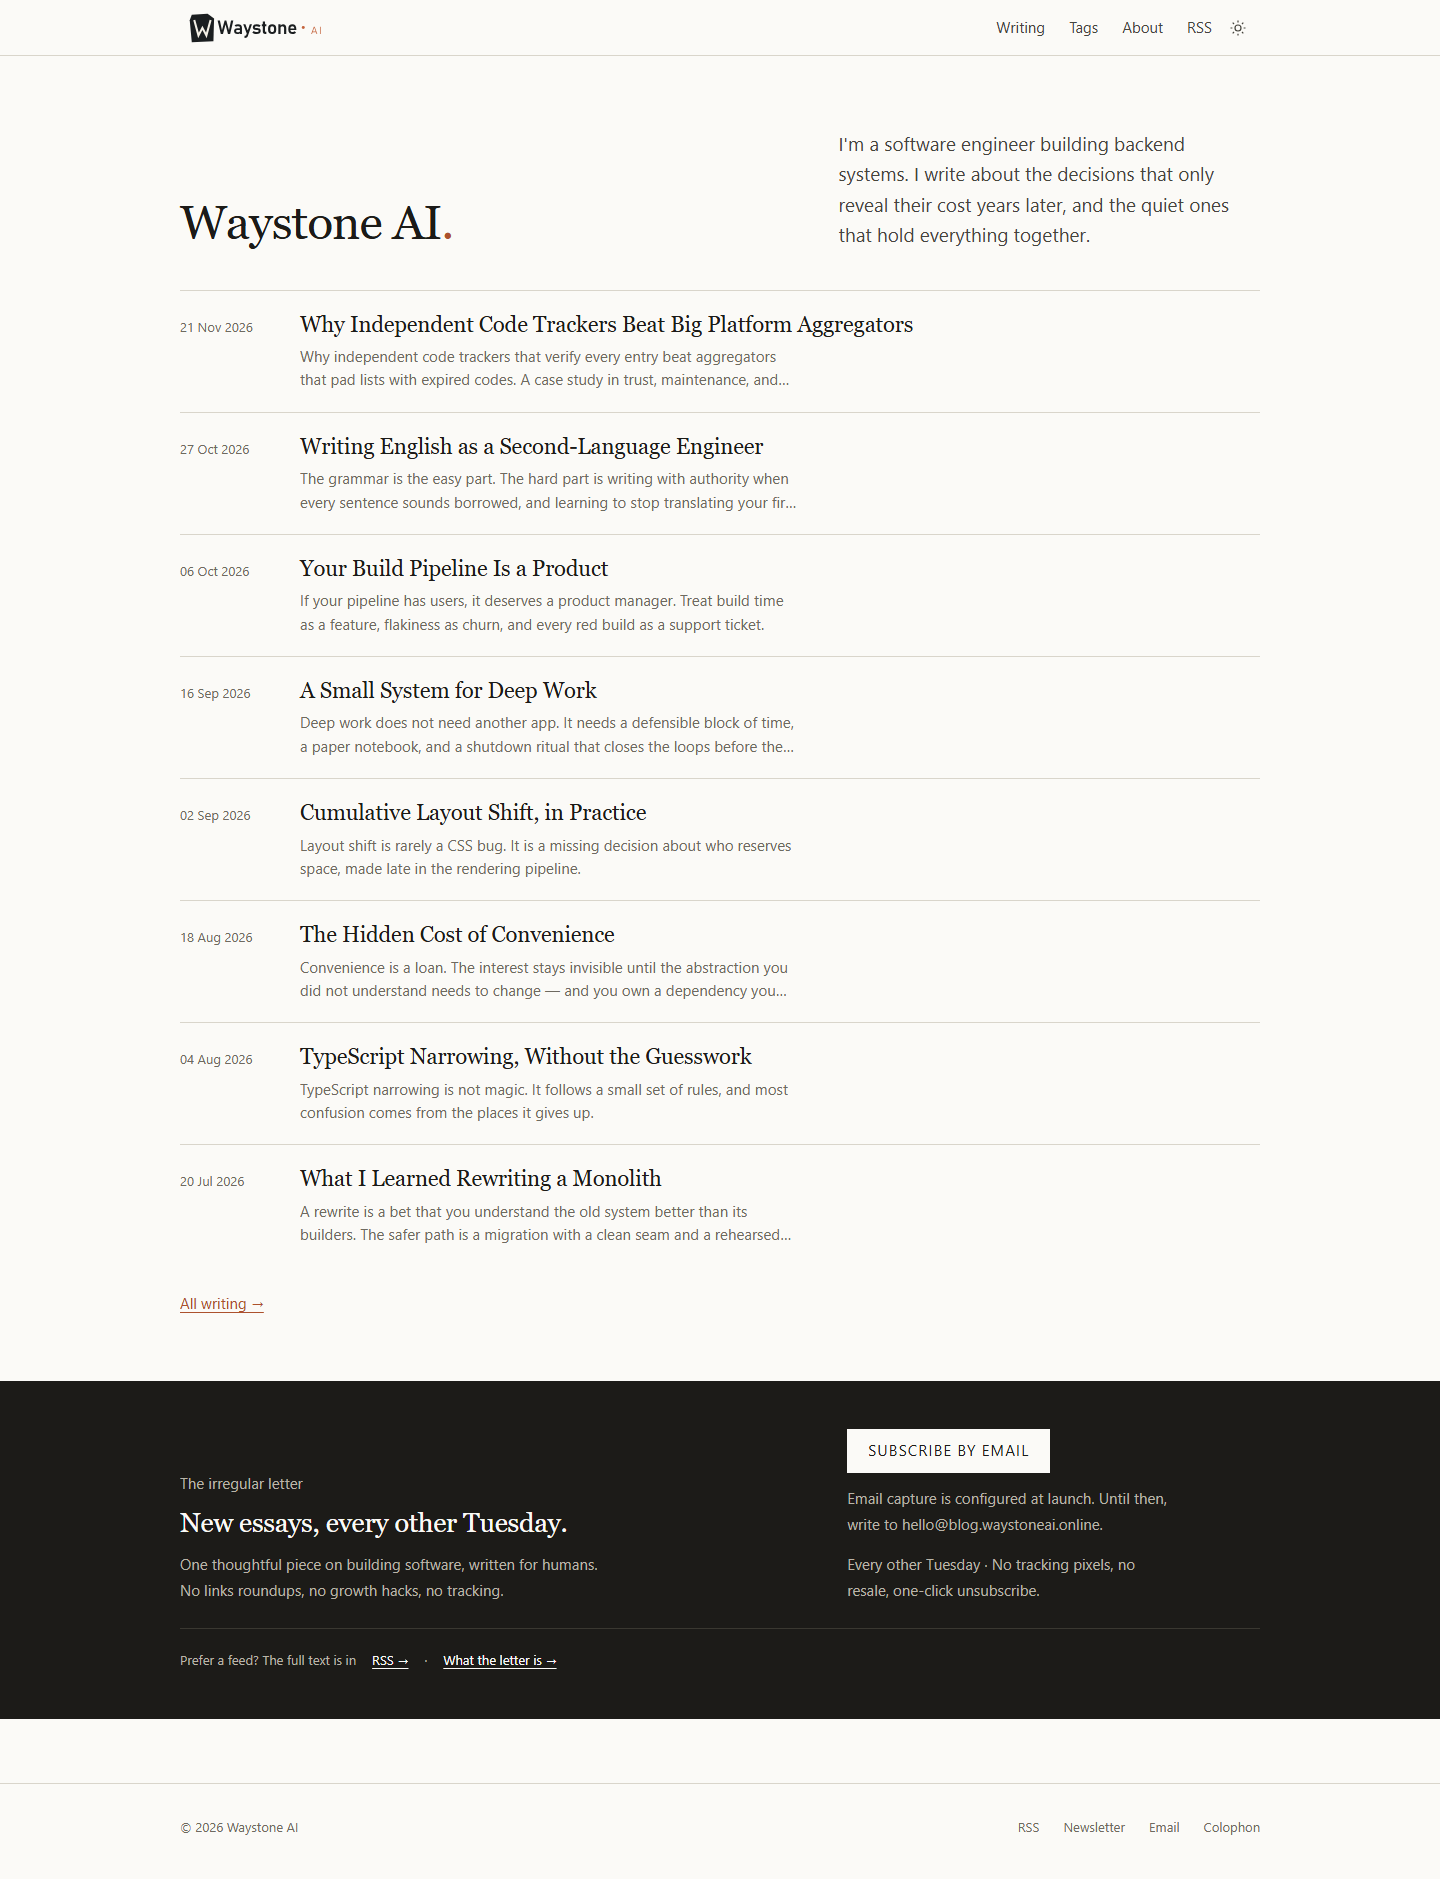 Waystone · AI
Writing Tags About RSS
I'm a software engineer building backend
systems. I write about the decisions that only
reveal their cost years later, and the quiet ones
that hold everything together.
Waystone AI.
21 Nov 2026
Why Independent Code Trackers Beat Big Platform Aggregators
Why independent code trackers that verify every entry beat aggregators
that pad lists with expired codes. A case study in trust, maintenance, and...
27 Oct 2026
Writing English as a Second-Language Engineer
The grammar is the easy part. The hard part is writing with authority when
every sentence sounds borrowed, and learning to stop translating your fir...
06 Oct 2026
Your Build Pipeline Is a Product
If your pipeline has users, it deserves a product manager. Treat build time
as a feature, flakiness as churn, and every red build as a support ticket.
16 Sep 2026
A Small System for Deep Work
Deep work does not need another app. It needs a defensible block of time,
a paper notebook, and a shutdown ritual that closes the loops before the...
02 Sep 2026
Cumulative Layout Shift, in Practice
Layout shift is rarely a CSS bug. It is a missing decision about who reserves
space, made late in the rendering pipeline.
18 Aug 2026
The Hidden Cost of Convenience
Convenience is a loan. The interest stays invisible until the abstraction you
did not understand needs to change — and you own a dependency you...
04 Aug 2026
TypeScript Narrowing, Without the Guesswork
TypeScript narrowing is not magic. It follows a small set of rules, and most
confusion comes from the places it gives up.
20 Jul 2026
What I Learned Rewriting a Monolith
A rewrite is a bet that you understand the old system better than its
builders. The safer path is a migration with a clean seam and a rehearsed...
All writing →
The irregular letter
New essays, every other Tuesday.
One thoughtful piece on building software, written for humans.
No links roundups, no growth hacks, no tracking.
SUBSCRIBE BY EMAIL
Email capture is configured at launch. Until then,
write to hello@blog.waystoneai.online.
Every other Tuesday · No tracking pixels, no
resale, one-click unsubscribe.
Prefer a feed? The full text is in RSS → · What the letter is →
© 2026 Waystone AI
RSS Newsletter Email Colophon